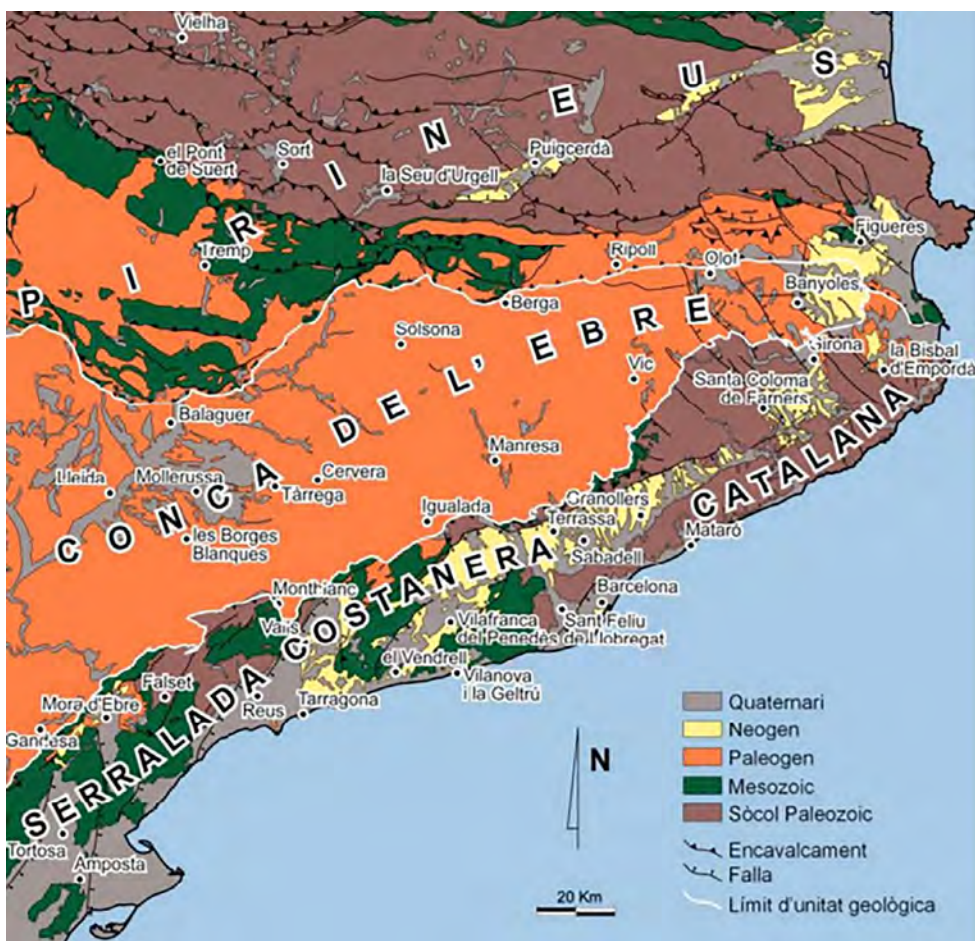 Vielha
PIRINEUS
el Pont
de Suert
Sort
la Seu d'Urgell
Puigcerdà
Tremp
Ripoll
Olot
Figueres
Berga
Banyoles
Solsona
CONCA DE L'EBRE
Vic
Girona
la Bisbal
d'Empordà
Santa Coloma
de Farners
Balaguer
Manresa
Lleida
Mollerussa
Cervera
Tàrrega
les Borges
Blanques
Igualada
Granollers
Terrassa
Sabadell
Mataró
SERRALADA COSTANERA CATALANA
Montblanc
Valls
Barcelona
Sant Feliu
de Llobregat
Vilafranca
del Penedès
el Vendrell
Vilanova
i la Geltrú
Falset
Reus
Tarragona
Mora d'Ebre
Gandesa
Tortosa
Amposta
N
20 Km
Quaternari
Neogen
Paleogen
Mesozoic
Sòcol Paleozoic
Encavalcament
Falla
Límit d'unitat geològica